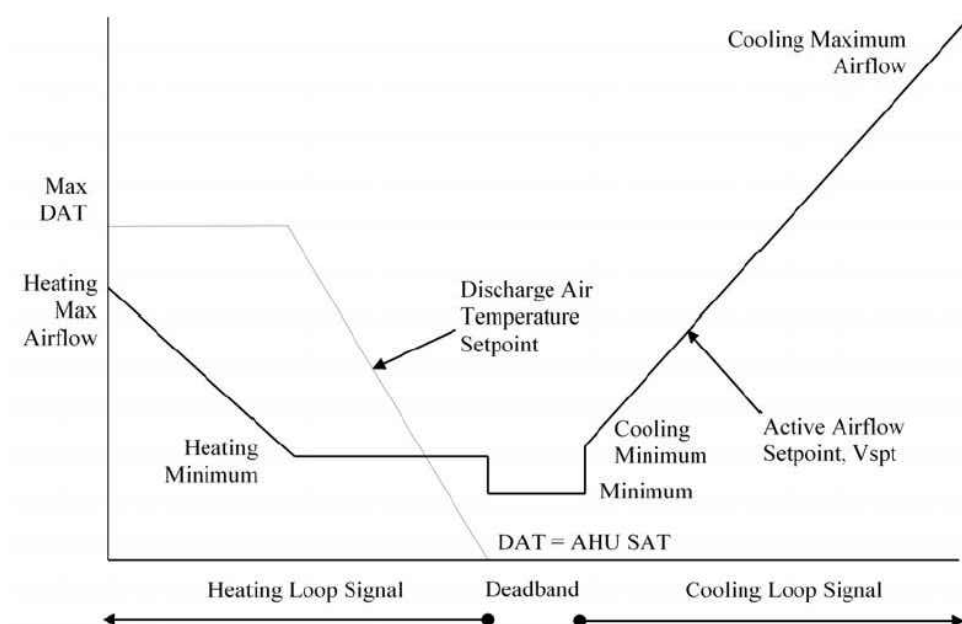 Cooling Maximum
Airflow
Max
DAT
Heating
Max
Airflow
Discharge Air
Temperature
Setpoint
Heating
Minimum
Cooling
Minimum
Active Airflow
Setpoint, Vspt
Minimum
DAT = AHU SAT
Heating Loop Signal
Deadband
Cooling Loop Signal